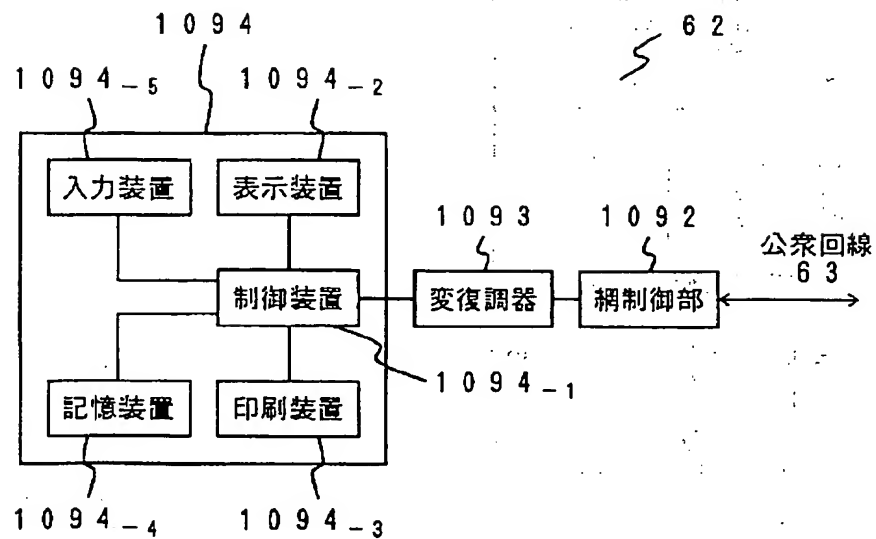 1094
62
1094-5
1094-2
入力装置
表示装置
1093
1092
公衆回線
63
制御装置
変復調器
網制御部
1094-1
記憶装置
印刷装置
1094-4
1094-3